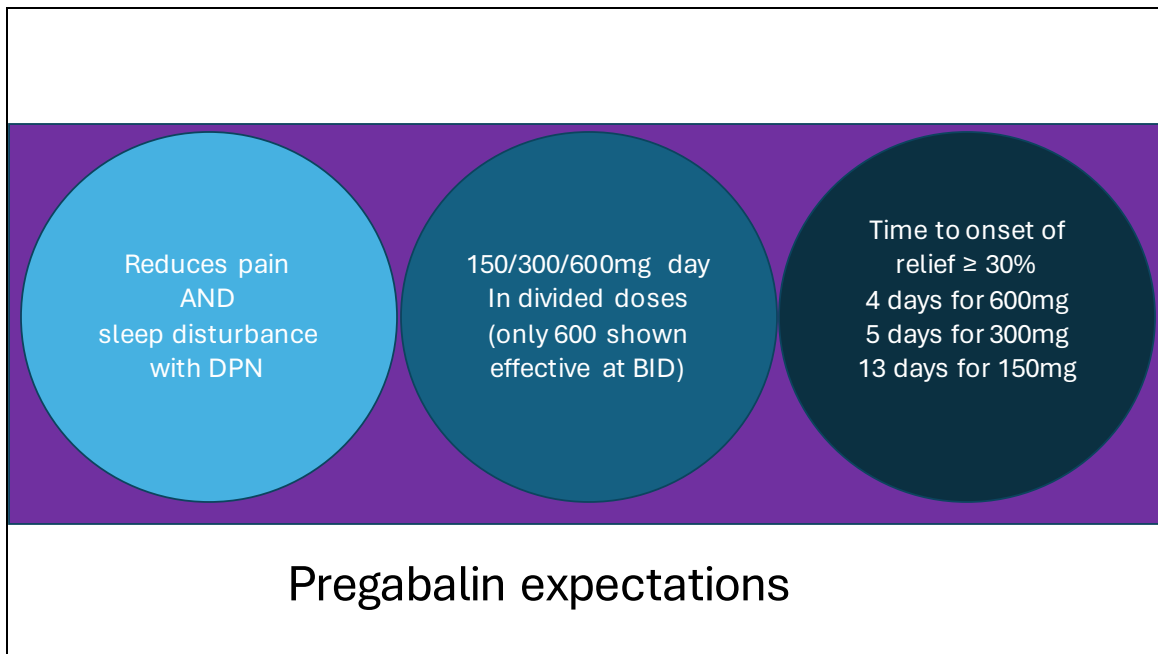 Reduces pain
AND
sleep disturbance
with DPN
150/300/600mg day
In divided doses
(only 600 shown
effective at BID)
Time to onset of
relief ≥ 30%
4 days for 600mg
5 days for 300mg
13 days for 150mg
Pregabalin expectations